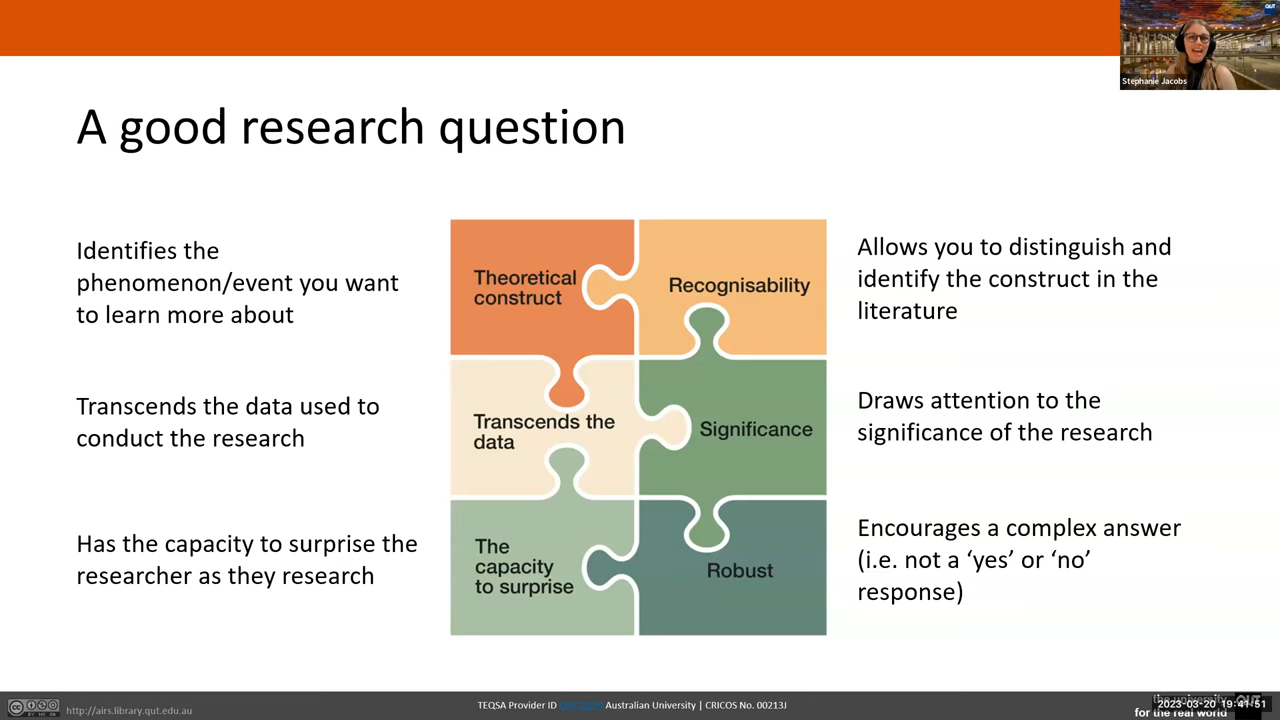 QUT
Stephanie Jacobs
A good research question
Identifies the
phenomenon/event you want
to learn more about
Theoretical
construct
Recognisability
Allows you to distinguish and
identify the construct in the
literature
Transcends the data used to
conduct the research
Transcends the
data
Significance
Draws attention to the
significance of the research
Has the capacity to surprise the
researcher as they research
The
capacity
to surprise
Robust
Encourages a complex answer
(i.e. not a ‘yes’ or ‘no’
response)
http://airs.library.qut.edu.au
TEQSA Provider ID Australian University | CRICOS No. 00213J
the university
for the real world
QUT
2023-03-20 19:41:51